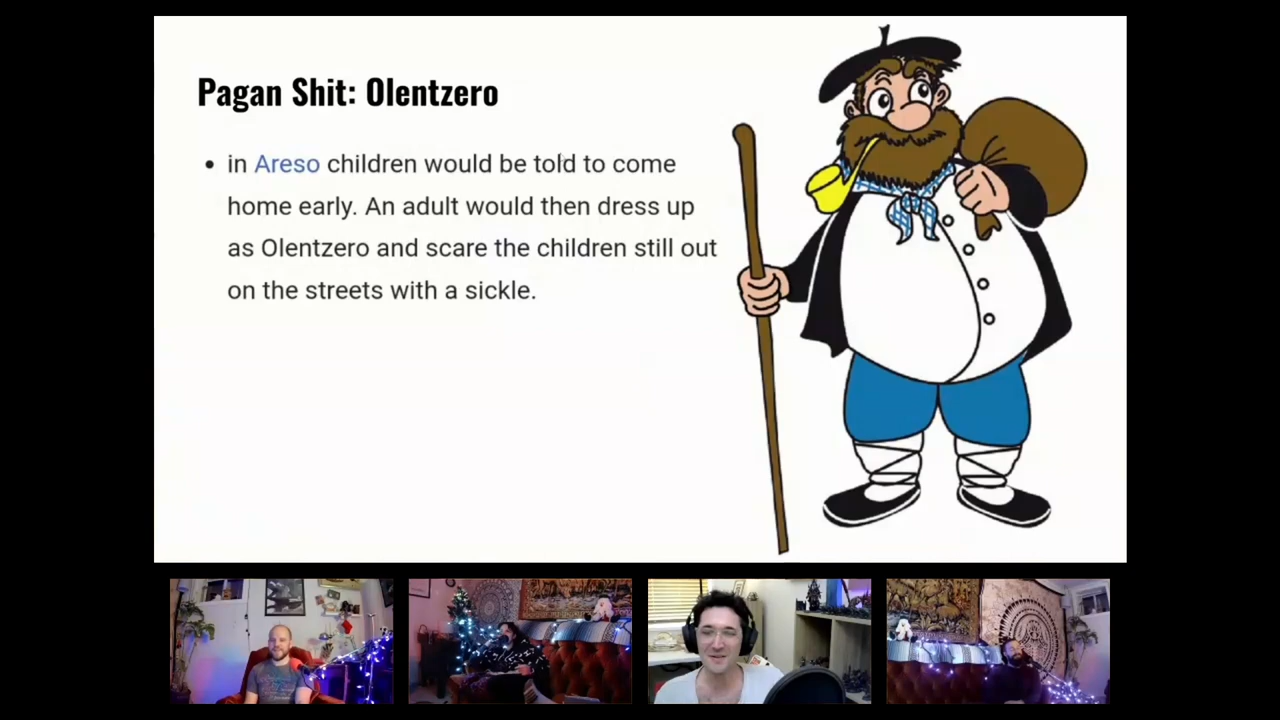 Pagan Shit: Olentzero
• in Areso children would be told to come
home early. An adult would then dress up
as Olentzero and scare the children still out
on the streets with a sickle.